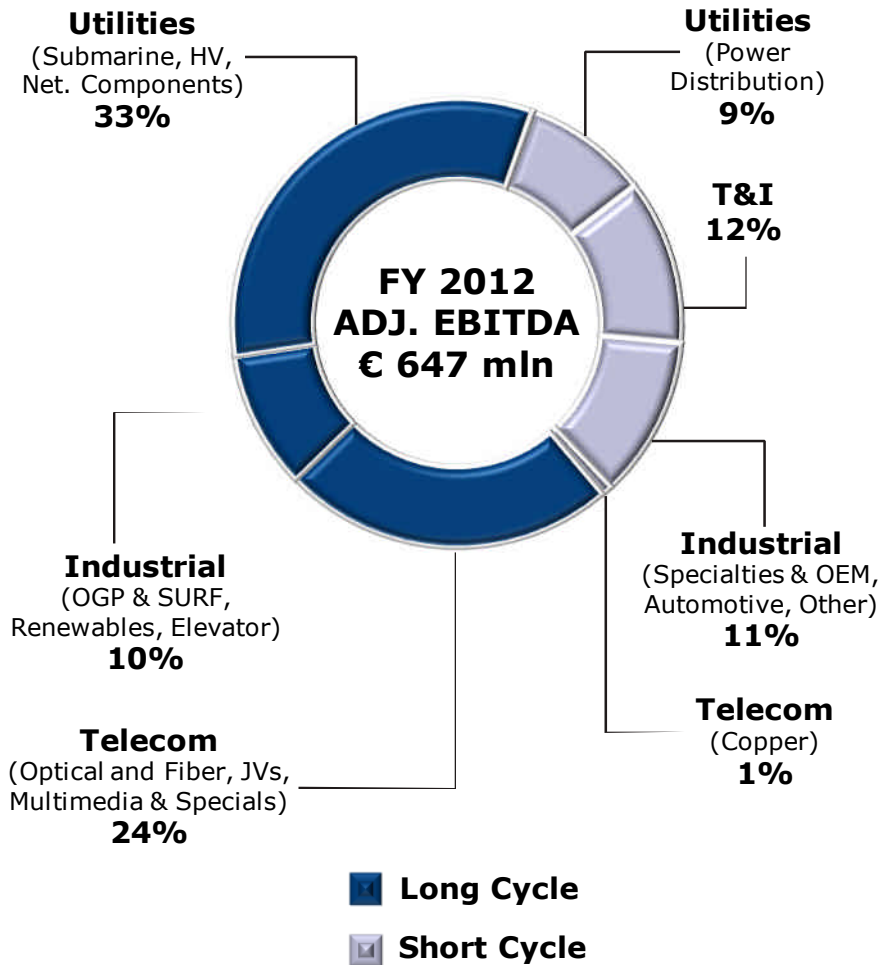 Utilities
(Submarine, HV,
Net. Components)
33%
Utilities
(Power
Distribution)
9%
T&I
12%
FY 2012
ADJ. EBITDA
€ 647 mln
Industrial
(OGP & SURF,
Renewables, Elevator)
10%
Industrial
(Specialties & OEM,
Automotive, Other)
11%
Telecom
(Optical and Fiber, JVs,
Multimedia & Specials)
24%
Telecom
(Copper)
1%
Long Cycle
Short Cycle